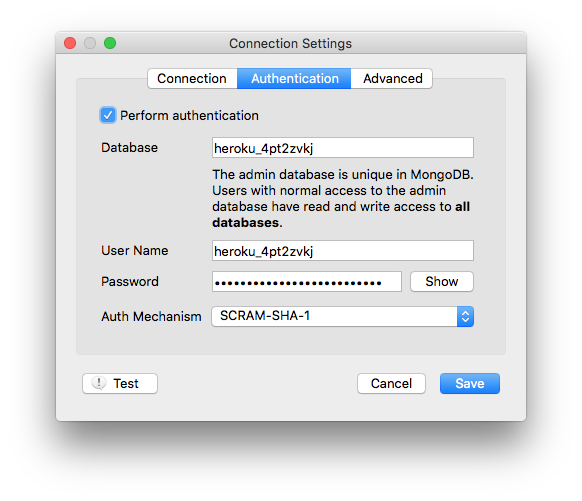 Connection Settings
Connection Authentication Advanced
Perform authentication
Database heroku_4pt2zvkj
The admin database is unique in MongoDB.
Users with normal access to the admin
database have read and write access to all
databases.
User Name heroku_4pt2zvkj
Password •••••••••••••••••••••••••• Show
Auth Mechanism SCRAM-SHA-1
Test Cancel Save